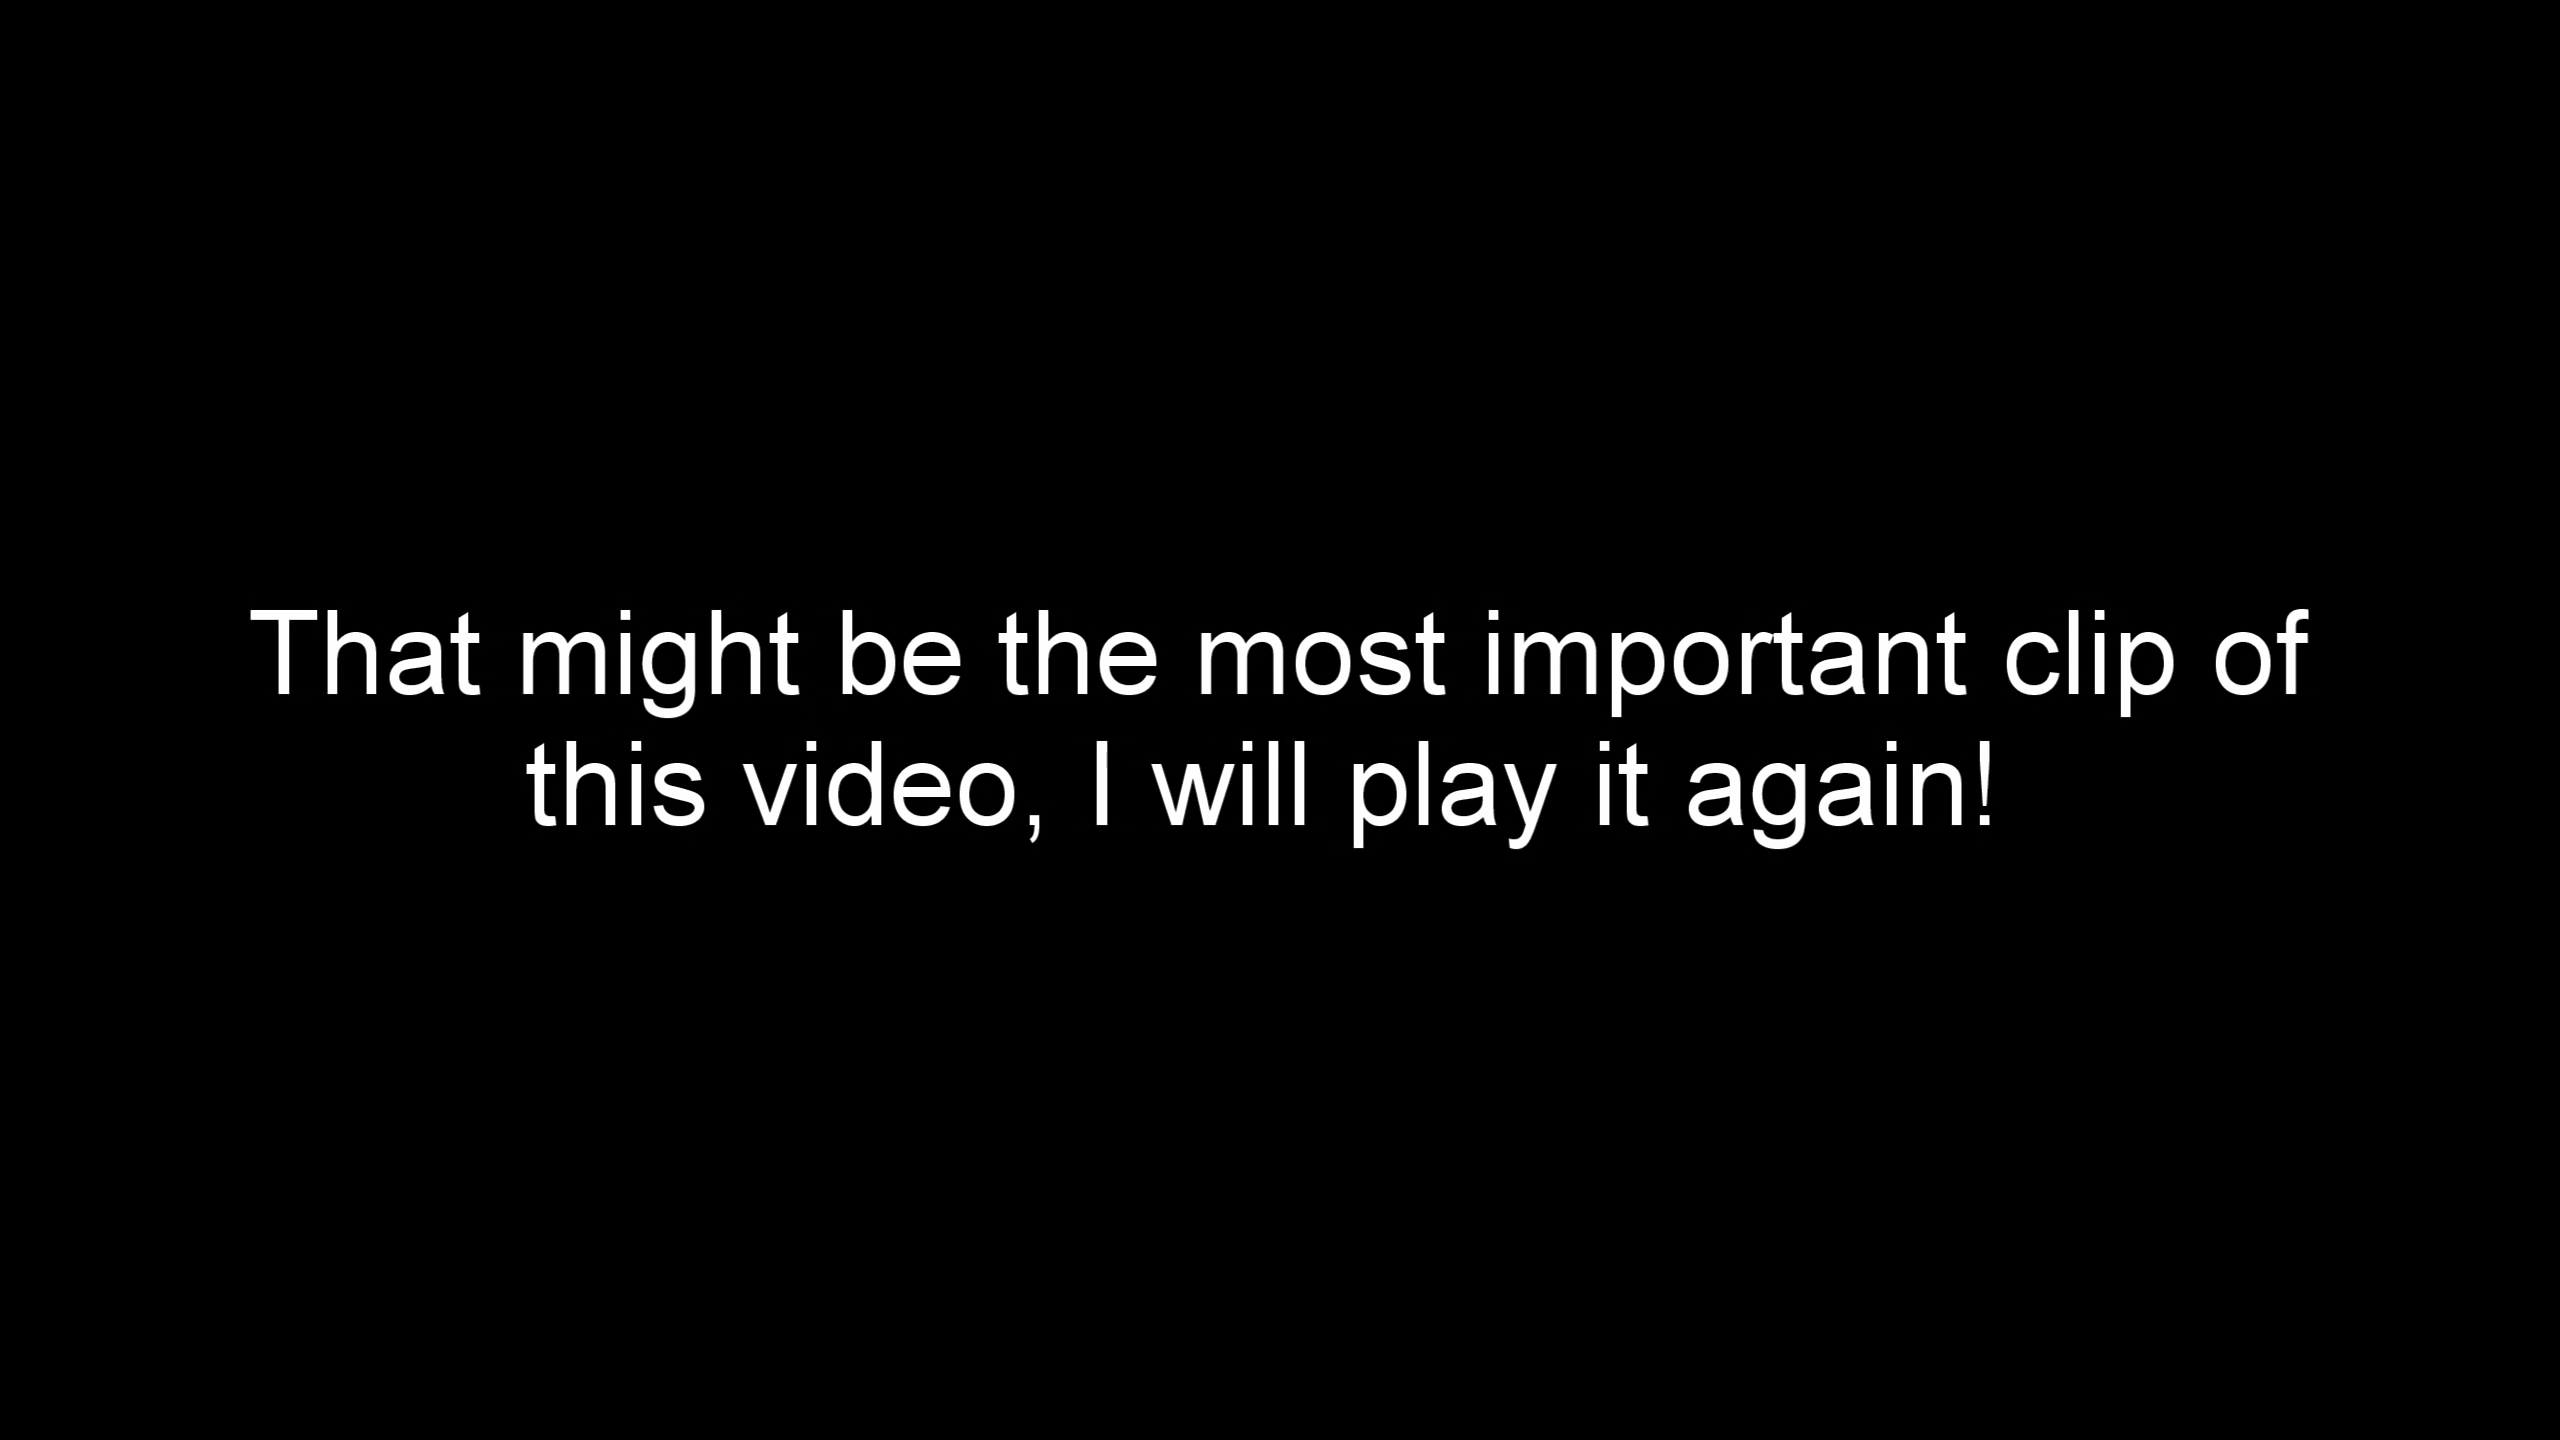 That might be the most important clip of
this video, I will play it again!